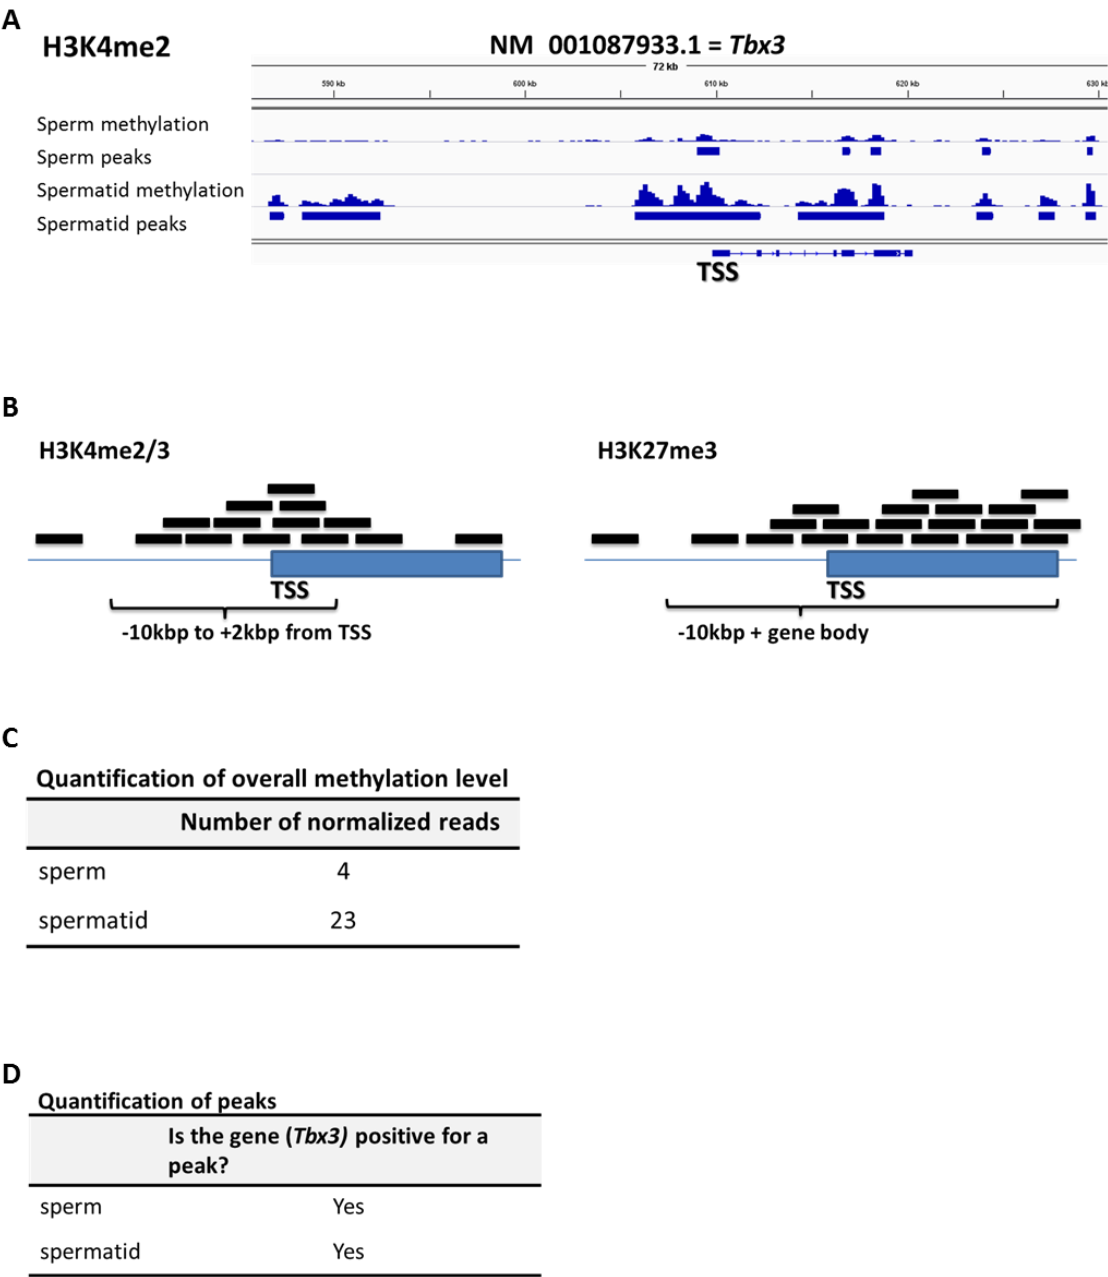 A
H3K4me2
NM 001087933.1 = Tbx3
72 kb
590 kb 600 kb 610 kb 620 kb 630 kb
Sperm methylation
Sperm peaks
Spermatid methylation
Spermatid peaks
TSS
B
H3K4me2/3
H3K27me3
TSS
TSS
-10kbp to +2kbp from TSS
-10kbp + gene body
C
Quantification of overall methylation level
Number of normalized reads
sperm 4
spermatid 23
D
Quantification of peaks
Is the gene (Tbx3) positive for a
peak?
sperm Yes
spermatid Yes